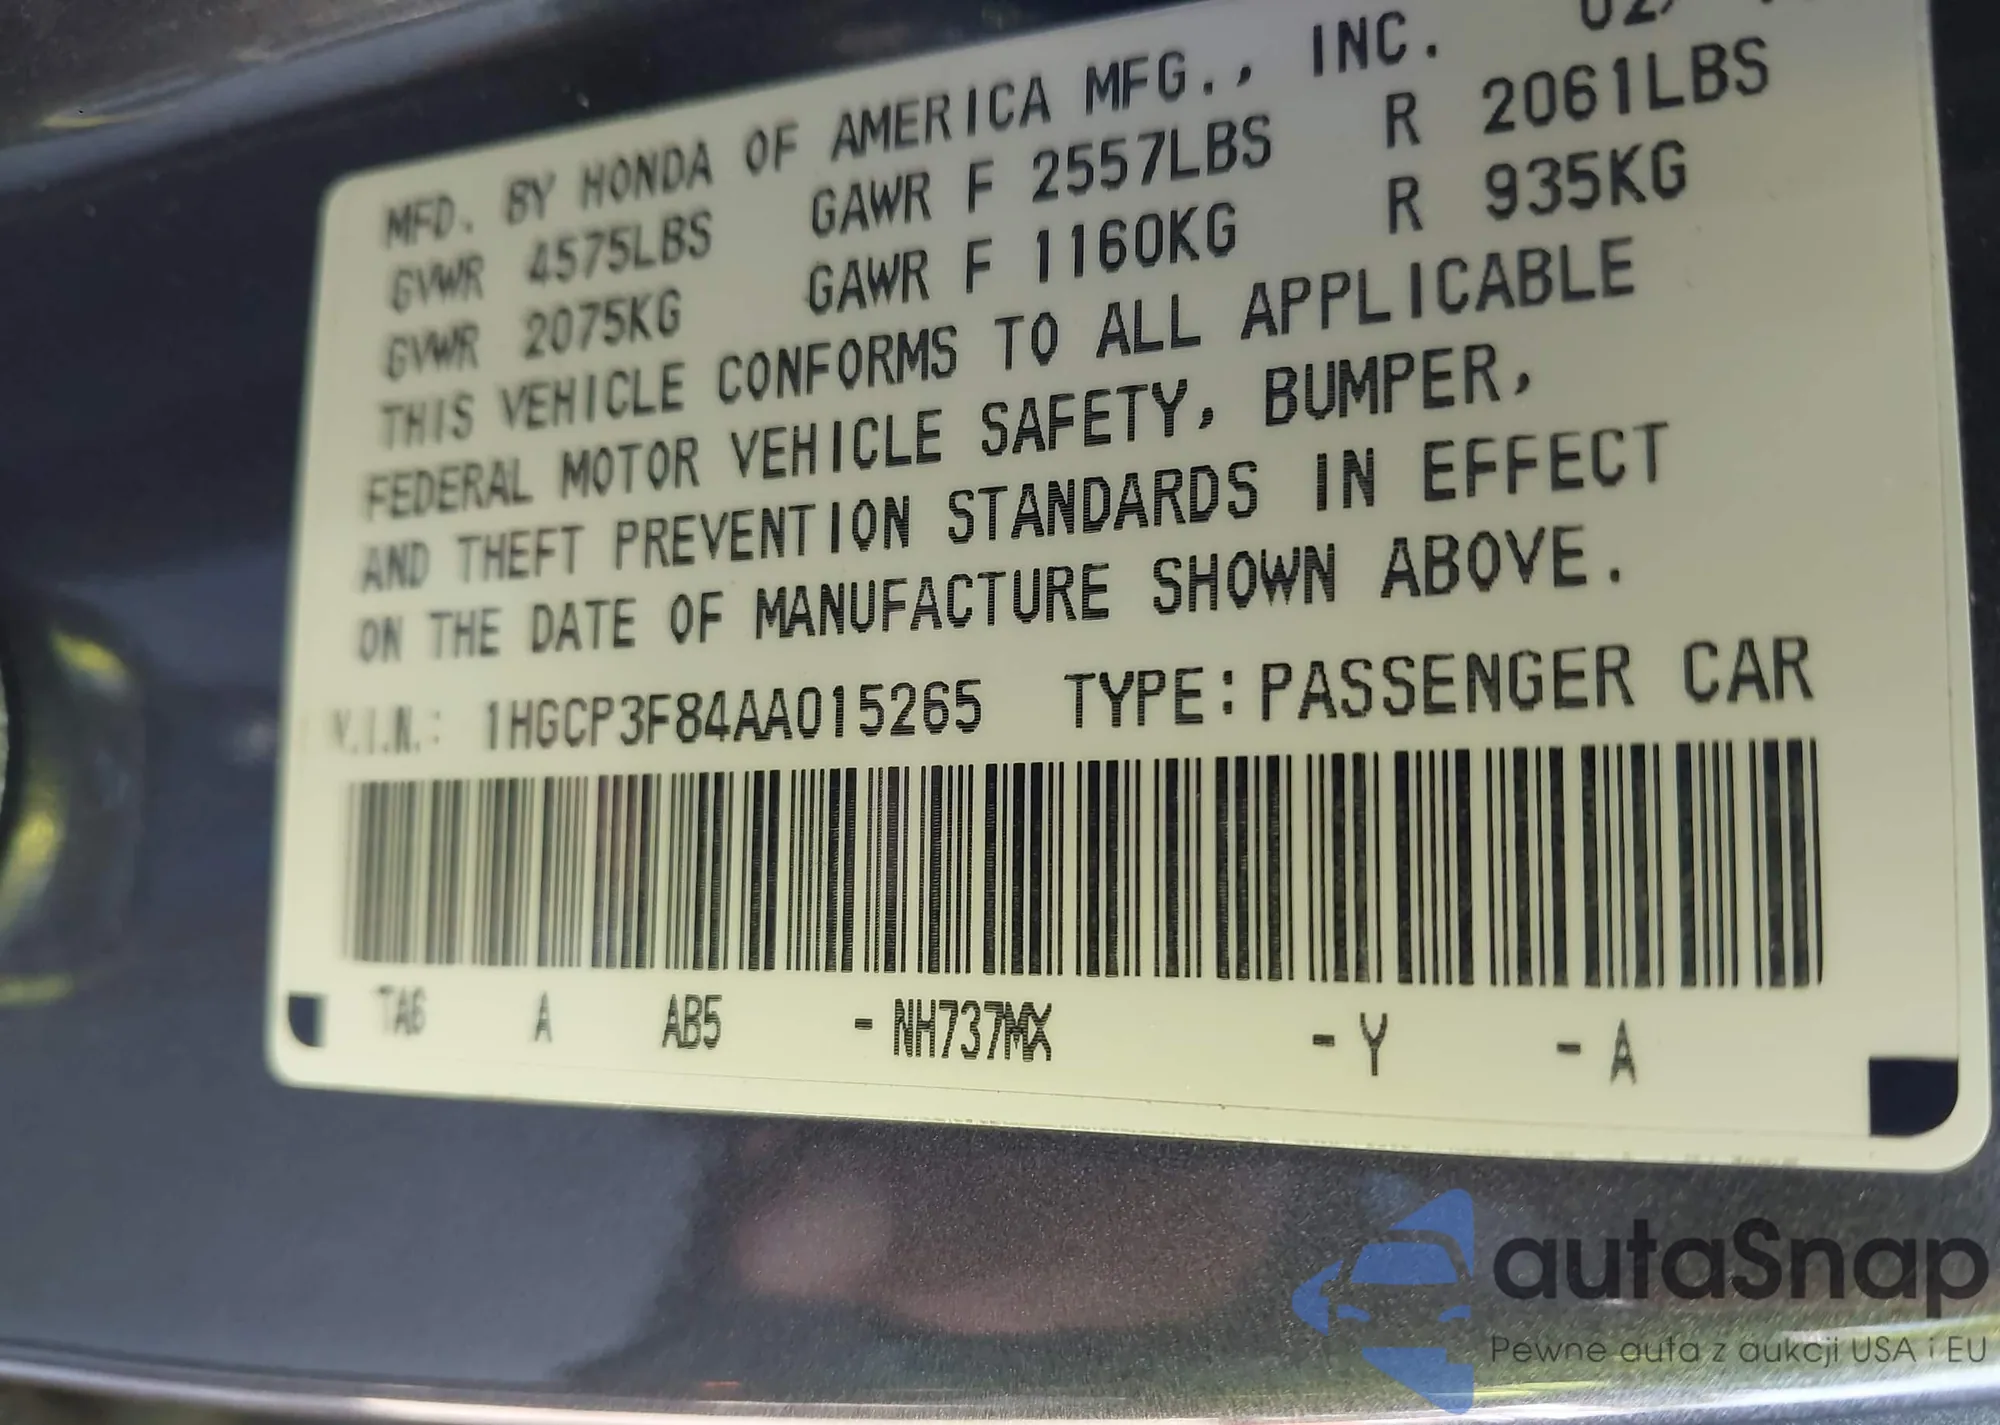 MFD. BY HONDA OF AMERICA MFG., INC.
GVWR 4575LBS GAWR F 2557LBS R 2061LBS
GVWR 2075KG GAWR F 1160KG R 935KG
THIS VEHICLE CONFORMS TO ALL APPLICABLE
FEDERAL MOTOR VEHICLE SAFETY, BUMPER,
AND THEFT PREVENTION STANDARDS IN EFFECT
ON THE DATE OF MANUFACTURE SHOWN ABOVE.
V.I.N.: 1HGCP3F84AA015265 TYPE: PASSENGER CAR
TA6 A AB5 -NH737MX -Y -A
autaSnap
Pewne auta z aukcji USA i EU